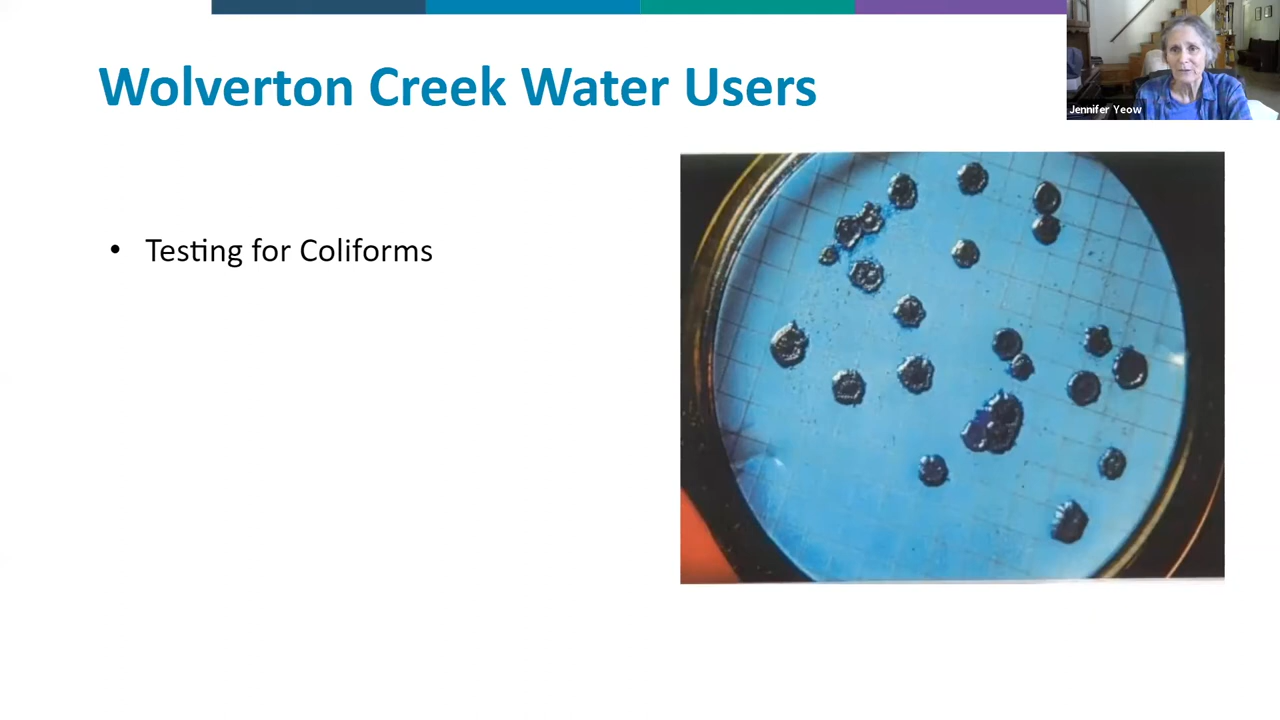 Wolverton Creek Water Users
Jennifer Yeow
• Testing for Coliforms